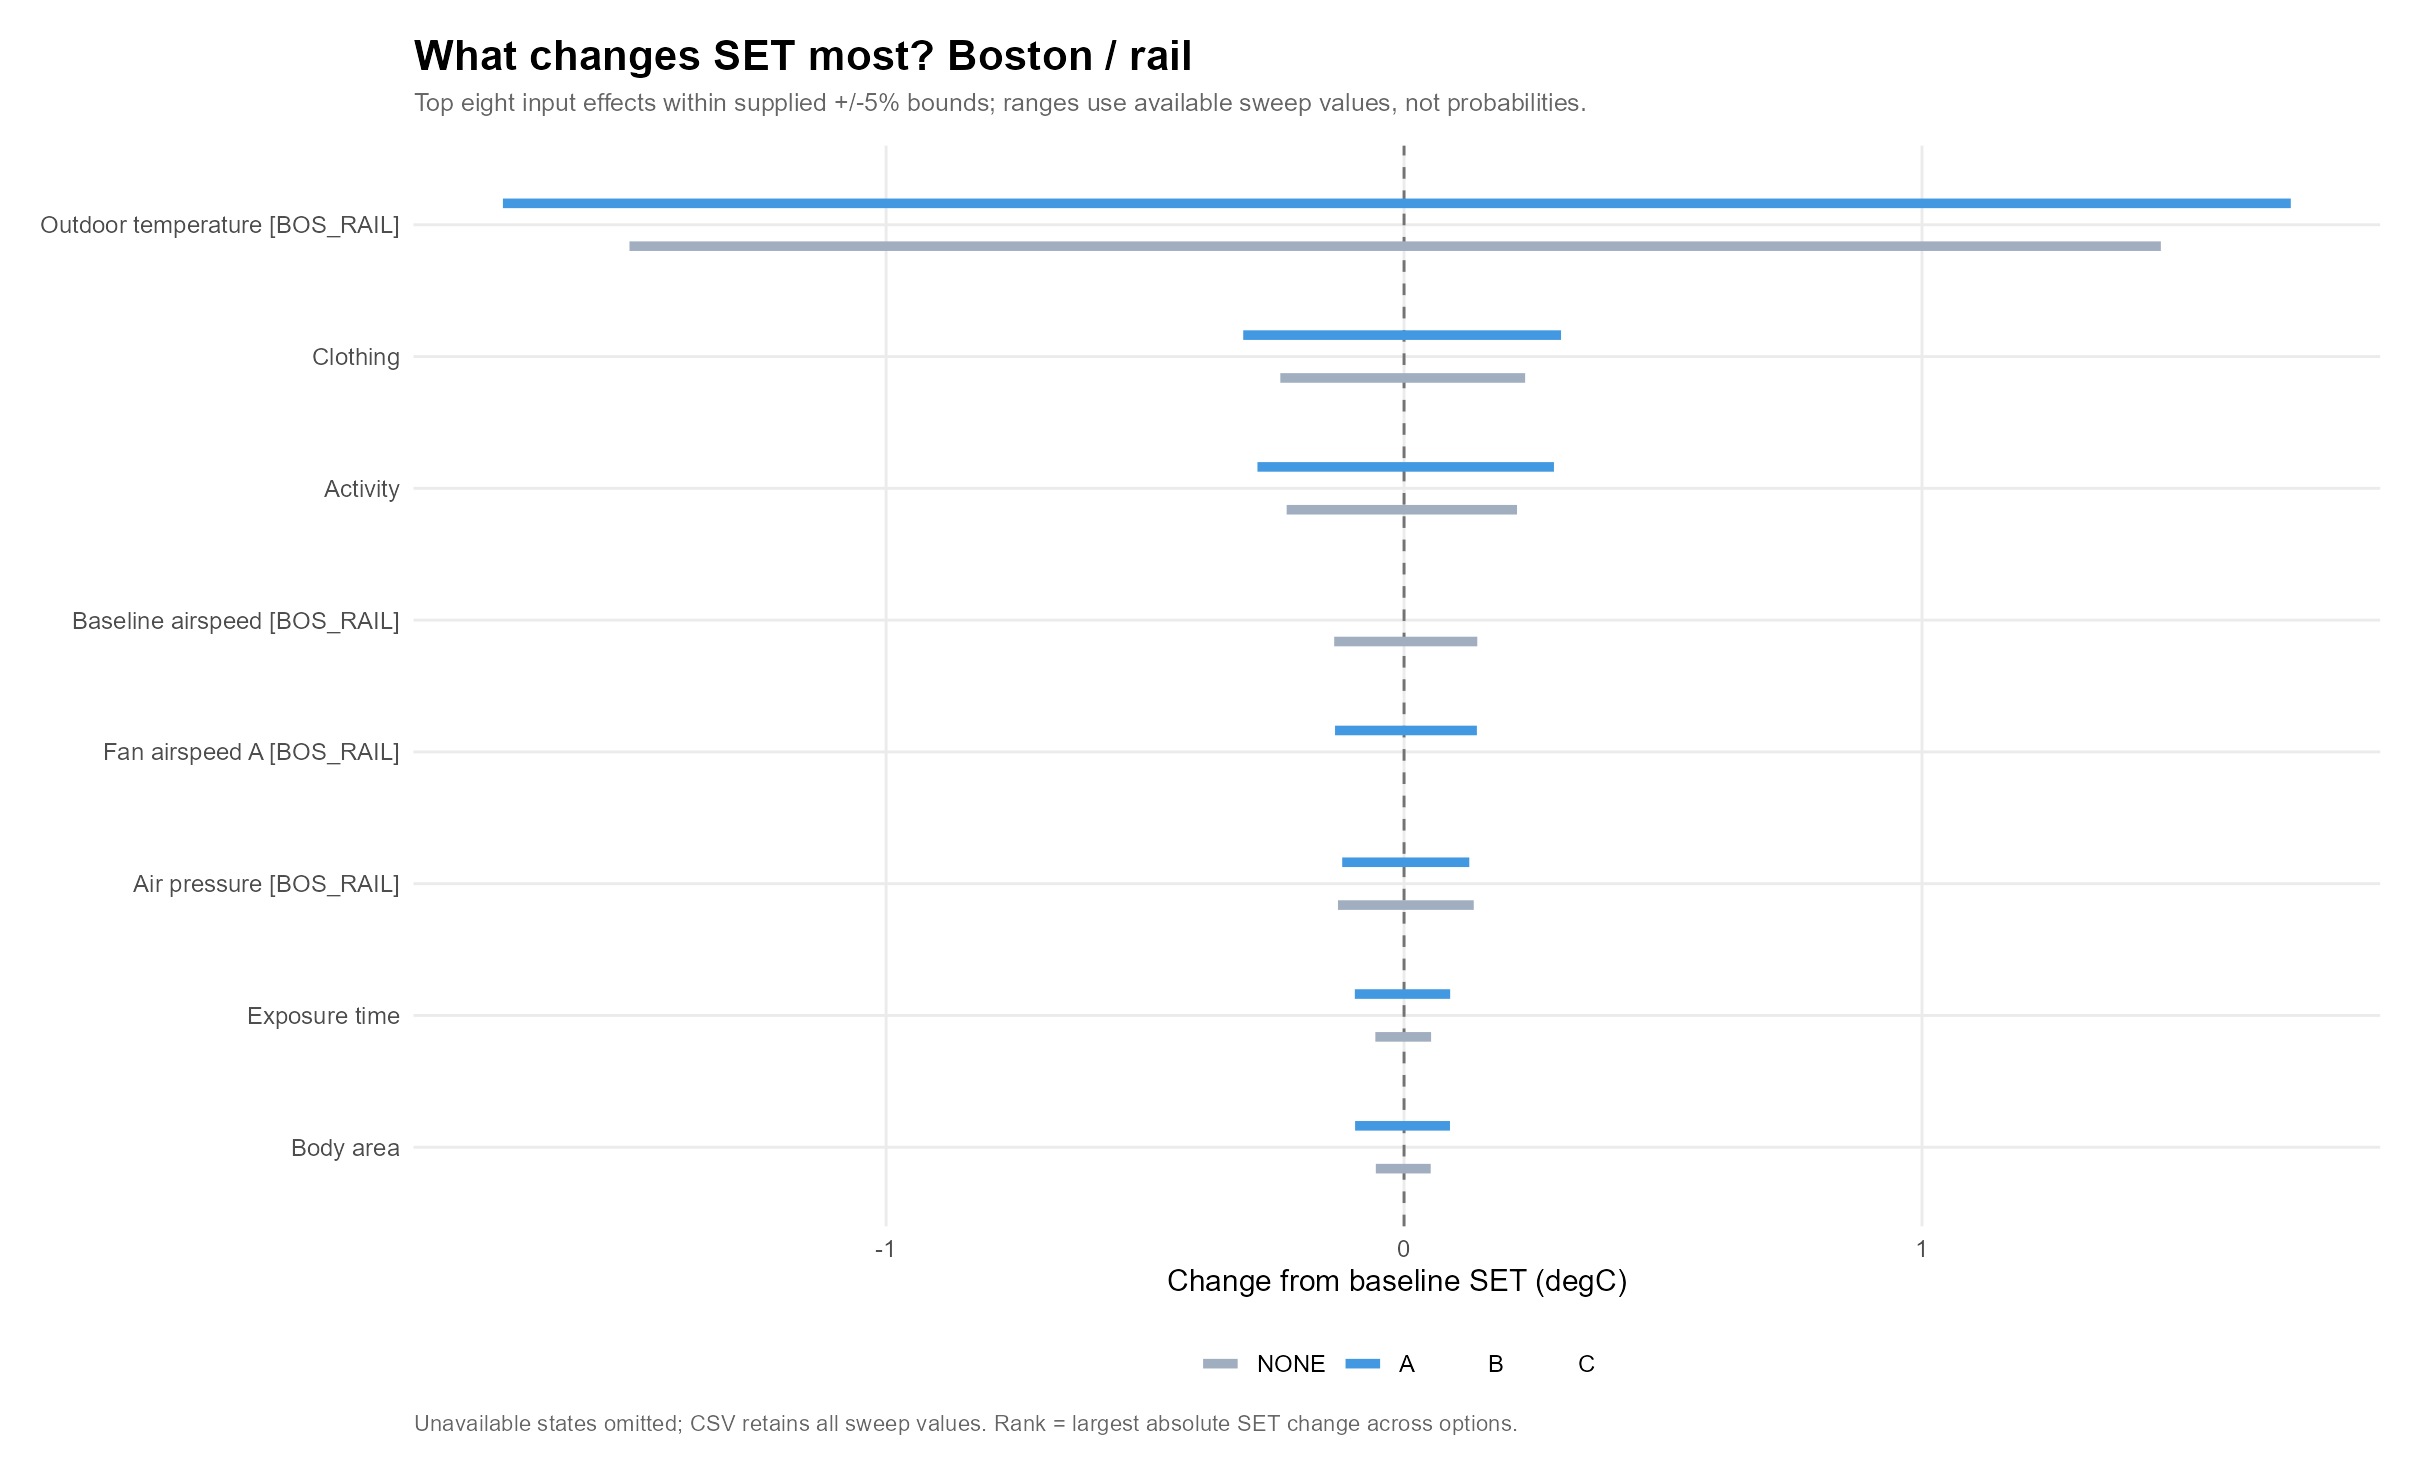 What changes SET most? Boston / rail
Top eight input effects within supplied +/-5% bounds; ranges use available sweep values, not probabilities.
Outdoor temperature [BOS_RAIL]
Clothing
Activity
Baseline airspeed [BOS_RAIL]
Fan airspeed A [BOS_RAIL]
Air pressure [BOS_RAIL]
Exposure time
Body area
-1 0 1
Change from baseline SET (degC)
NONE A B C
Unavailable states omitted; CSV retains all sweep values. Rank = largest absolute SET change across options.